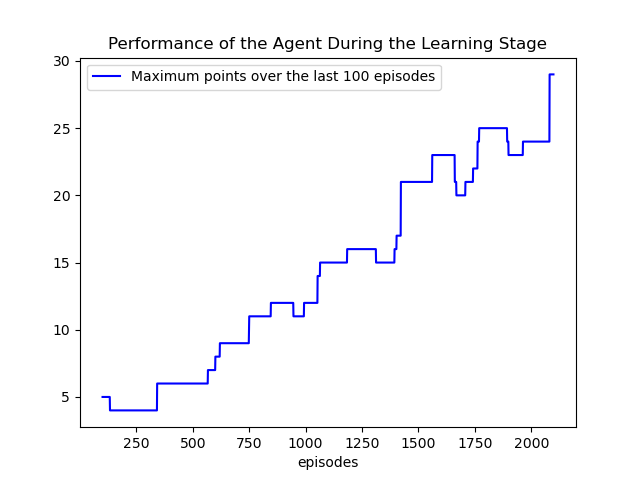 Performance of the Agent During the Learning Stage
Maximum points over the last 100 episodes
30
25
20
15
10
5
250 500 750 1000 1250 1500 1750 2000
episodes